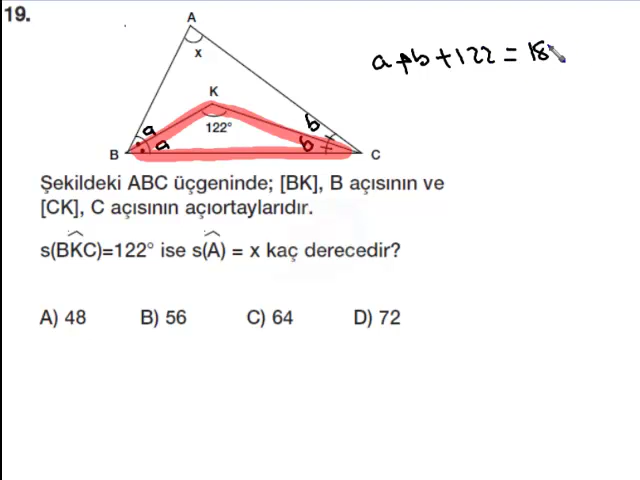 19.
A
x
a + b + 122 = 18
K
b
122°
a
a
b
B
C
Şekildeki ABC üçgeninde; [BK], B açısının ve
[CK], C açısının açıortaylarıdır.
s(BKC)=122° ise s(A) = x kaç derecedir?
A) 48 B) 56 C) 64 D) 72